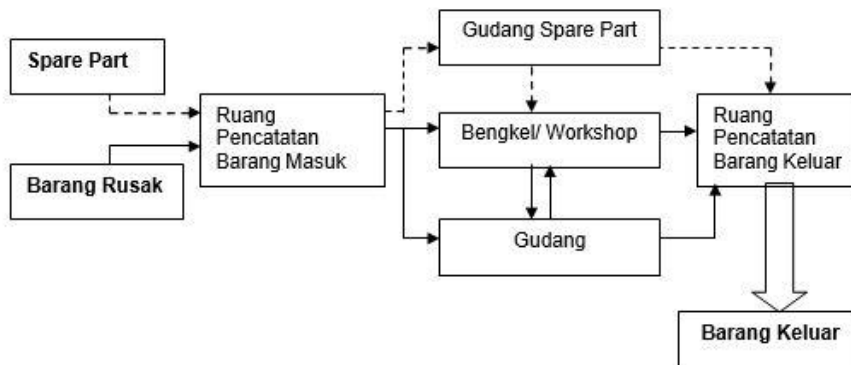 Gudang Spare Part
Spare Part
Ruang
Pencatatan
Barang Masuk
Bengkel/ Workshop
Ruang
Pencatatan
Barang Keluar
Barang Rusak
Gudang
Barang Keluar